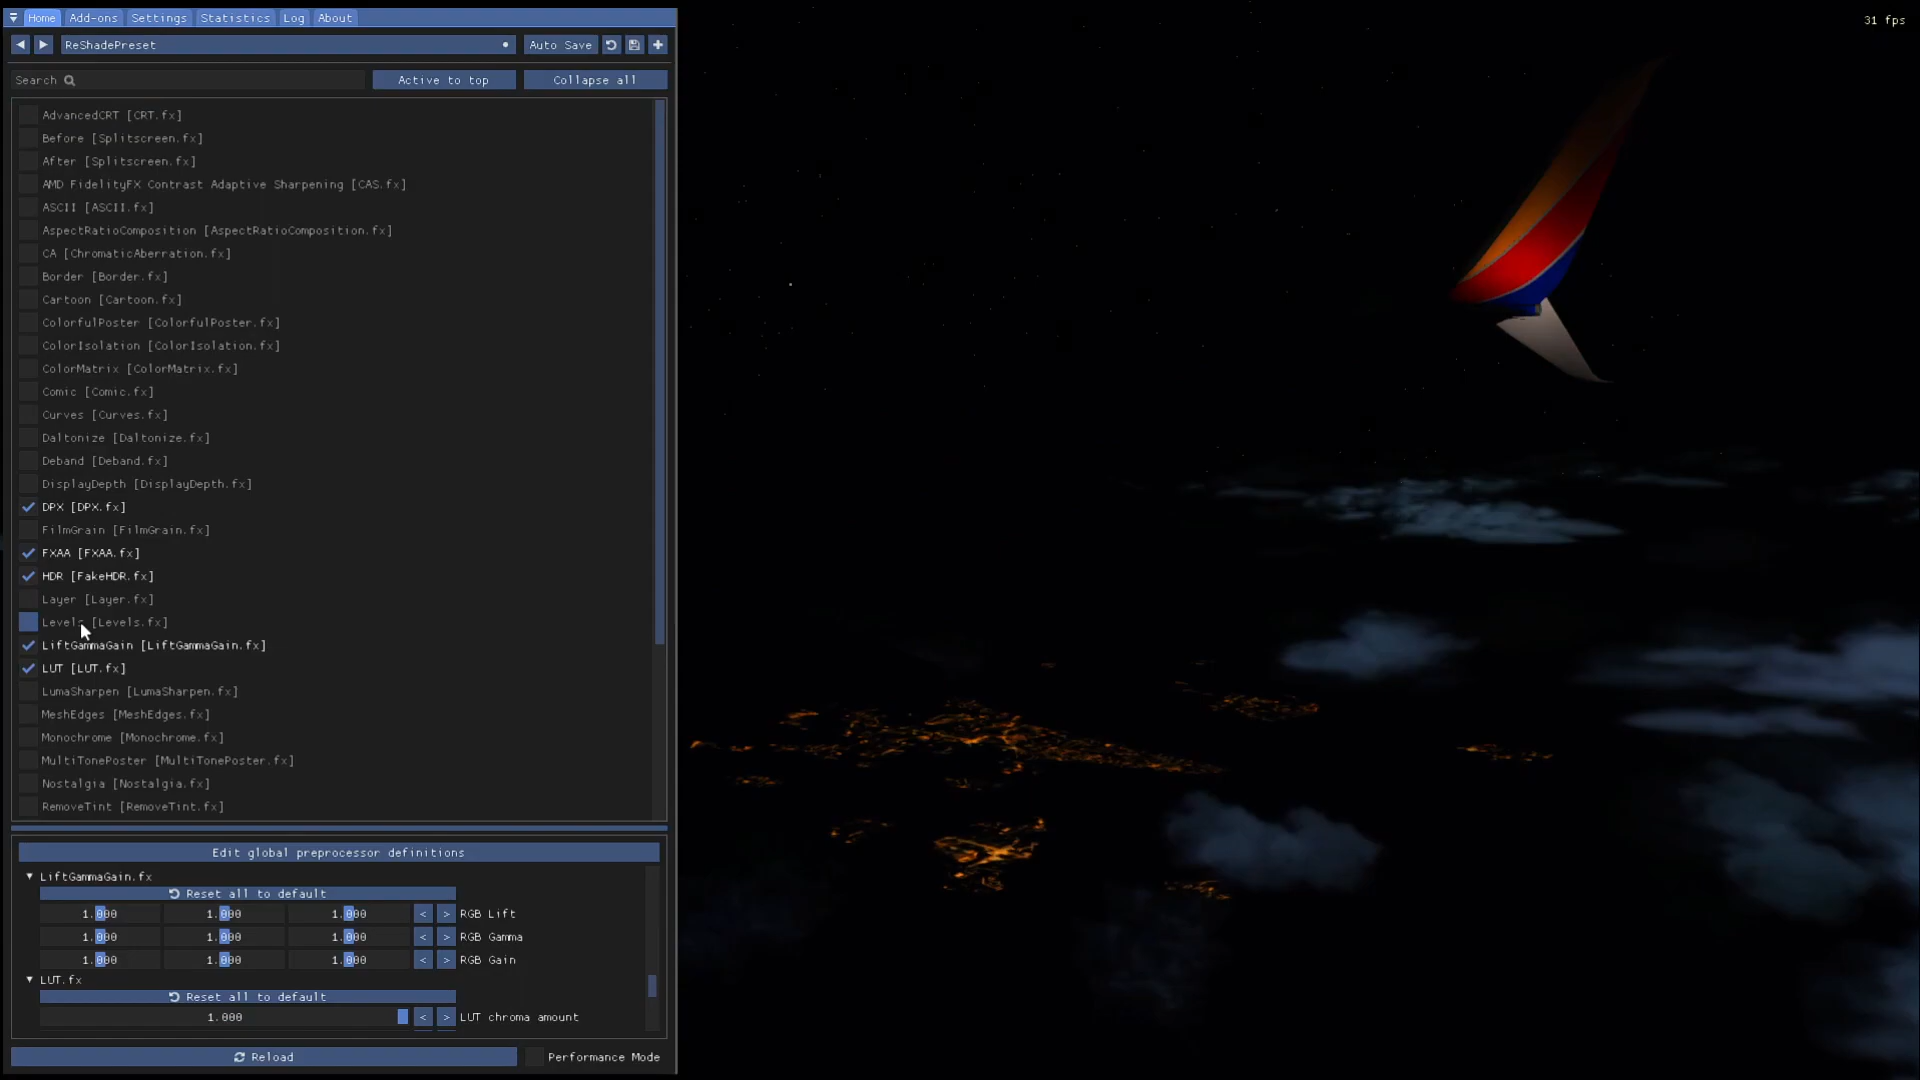 Home Add-ons Settings Statistics Log About
31 fps
ReShadePreset Auto Save
Search Active to top Collapse all
AdvancedCRT [CRT.fx]
Before [Splitscreen.fx]
After [Splitscreen.fx]
AMD FidelityFX Contrast Adaptive Sharpening [CAS.fx]
ASCII [ASCII.fx]
AspectRatioComposition [AspectRatioComposition.fx]
CA [ChromaticAberration.fx]
Border [Border.fx]
Cartoon [Cartoon.fx]
ColorfulPoster [ColorfulPoster.fx]
ColorIsolation [ColorIsolation.fx]
ColorMatrix [ColorMatrix.fx]
Comic [Comic.fx]
Curves [Curves.fx]
Daltonize [Daltonize.fx]
Deband [Deband.fx]
DisplayDepth [DisplayDepth.fx]
DPX [DPX.fx]
FilmGrain [FilmGrain.fx]
FXAA [FXAA.fx]
HDR [FakeHDR.fx]
Layer [Layer.fx]
Levels [Levels.fx]
LiftGammaGain [LiftGammaGain.fx]
LUT [LUT.fx]
LumaSharpen [LumaSharpen.fx]
MeshEdges [MeshEdges.fx]
Monochrome [Monochrome.fx]
MultiTonePoster [MultiTonePoster.fx]
Nostalgia [Nostalgia.fx]
RemoveTint [RemoveTint.fx]
Edit global preprocessor definitions
LiftGammaGain.fx
Reset all to default
1.000 1.000 1.000 < > RGB Lift
1.000 1.000 1.000 < > RGB Gamma
1.000 1.000 1.000 < > RGB Gain
LUT.fx
Reset all to default
1.000 < > LUT chroma amount
Reload Performance Mode